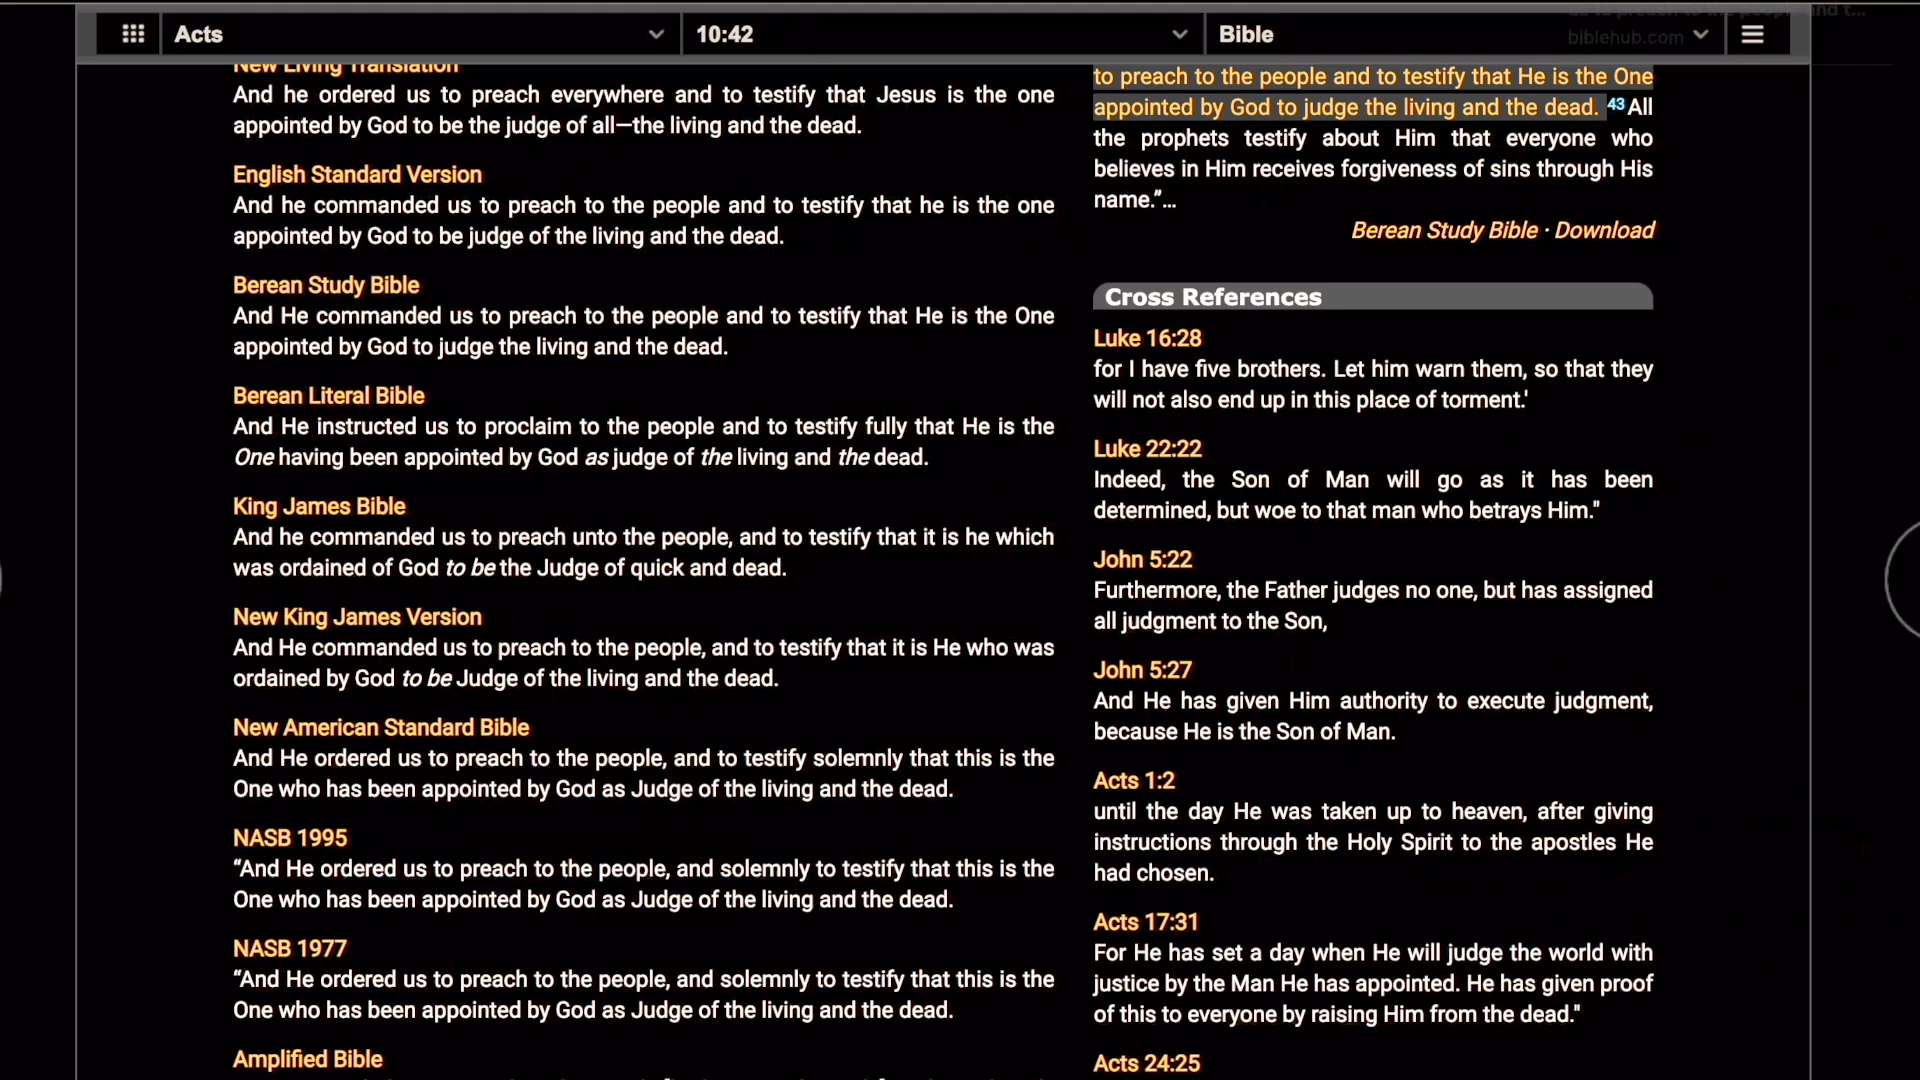 Acts
10:42
Bible
biblehub.com
New Living Translation
And he ordered us to preach everywhere and to testify that Jesus is the one
appointed by God to be the judge of all—the living and the dead.
English Standard Version
And he commanded us to preach to the people and to testify that he is the one
appointed by God to be judge of the living and the dead.
Berean Study Bible
And He commanded us to preach to the people and to testify that He is the One
appointed by God to judge the living and the dead.
Berean Literal Bible
And He instructed us to proclaim to the people and to testify fully that He is the
One having been appointed by God as judge of the living and the dead.
King James Bible
And he commanded us to preach unto the people, and to testify that it is he which
was ordained of God to be the Judge of quick and dead.
New King James Version
And He commanded us to preach to the people, and to testify that it is He who was
ordained by God to be Judge of the living and the dead.
New American Standard Bible
And He ordered us to preach to the people, and to testify solemnly that this is the
One who has been appointed by God as Judge of the living and the dead.
NASB 1995
“And He ordered us to preach to the people, and solemnly to testify that this is the
One who has been appointed by God as Judge of the living and the dead.
NASB 1977
“And He ordered us to preach to the people, and solemnly to testify that this is the
One who has been appointed by God as Judge of the living and the dead.
Amplified Bible
to preach to the people and to testify that He is the One
appointed by God to judge the living and the dead. 43 All
the prophets testify about Him that everyone who
believes in Him receives forgiveness of sins through His
name.”…
Berean Study Bible · Download
Cross References
Luke 16:28
for I have five brothers. Let him warn them, so that they
will not also end up in this place of torment.'
Luke 22:22
Indeed, the Son of Man will go as it has been
determined, but woe to that man who betrays Him."
John 5:22
Furthermore, the Father judges no one, but has assigned
all judgment to the Son,
John 5:27
And He has given Him authority to execute judgment,
because He is the Son of Man.
Acts 1:2
until the day He was taken up to heaven, after giving
instructions through the Holy Spirit to the apostles He
had chosen.
Acts 17:31
For He has set a day when He will judge the world with
justice by the Man He has appointed. He has given proof
of this to everyone by raising Him from the dead."
Acts 24:25